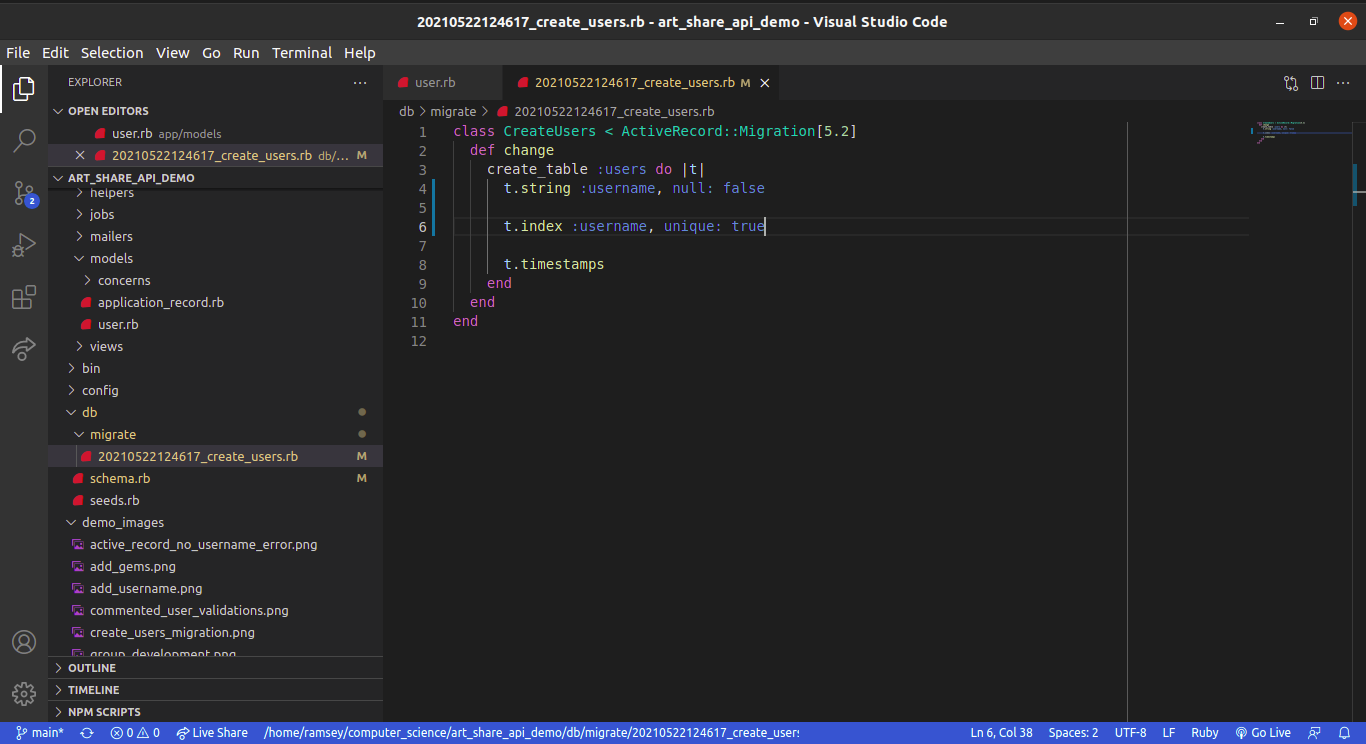 20210522124617_create_users.rb - art_share_api_demo - Visual Studio Code
File Edit Selection View Go Run Terminal Help
EXPLORER
OPEN EDITORS
user.rb app/models
20210522124617_create_users.rb db/... M
ART_SHARE_API_DEMO
helpers
jobs
mailers
models
concerns
application_record.rb
user.rb
views
bin
config
db
migrate
20210522124617_create_users.rb M
schema.rb M
seeds.rb
demo_images
active_record_no_username_error.png
add_gems.png
add_username.png
commented_user_validations.png
create_users_migration.png
group_development.png
OUTLINE
TIMELINE
NPM SCRIPTS
2
user.rb 20210522124617_create_users.rb M
db > migrate > 20210522124617_create_users.rb
1 class CreateUsers < ActiveRecord::Migration[5.2]
2 def change
3 create_table :users do |t|
4 t.string :username, null: false
5
6 t.index :username, unique: true
7
8 t.timestamps
9 end
10 end
11 end
12
main* 0 0 Live Share /home/ramsey/computer_science/art_share_api_demo/db/migrate/20210522124617_create_users Ln 6, Col 38 Spaces: 2 UTF-8 LF Ruby Go Live